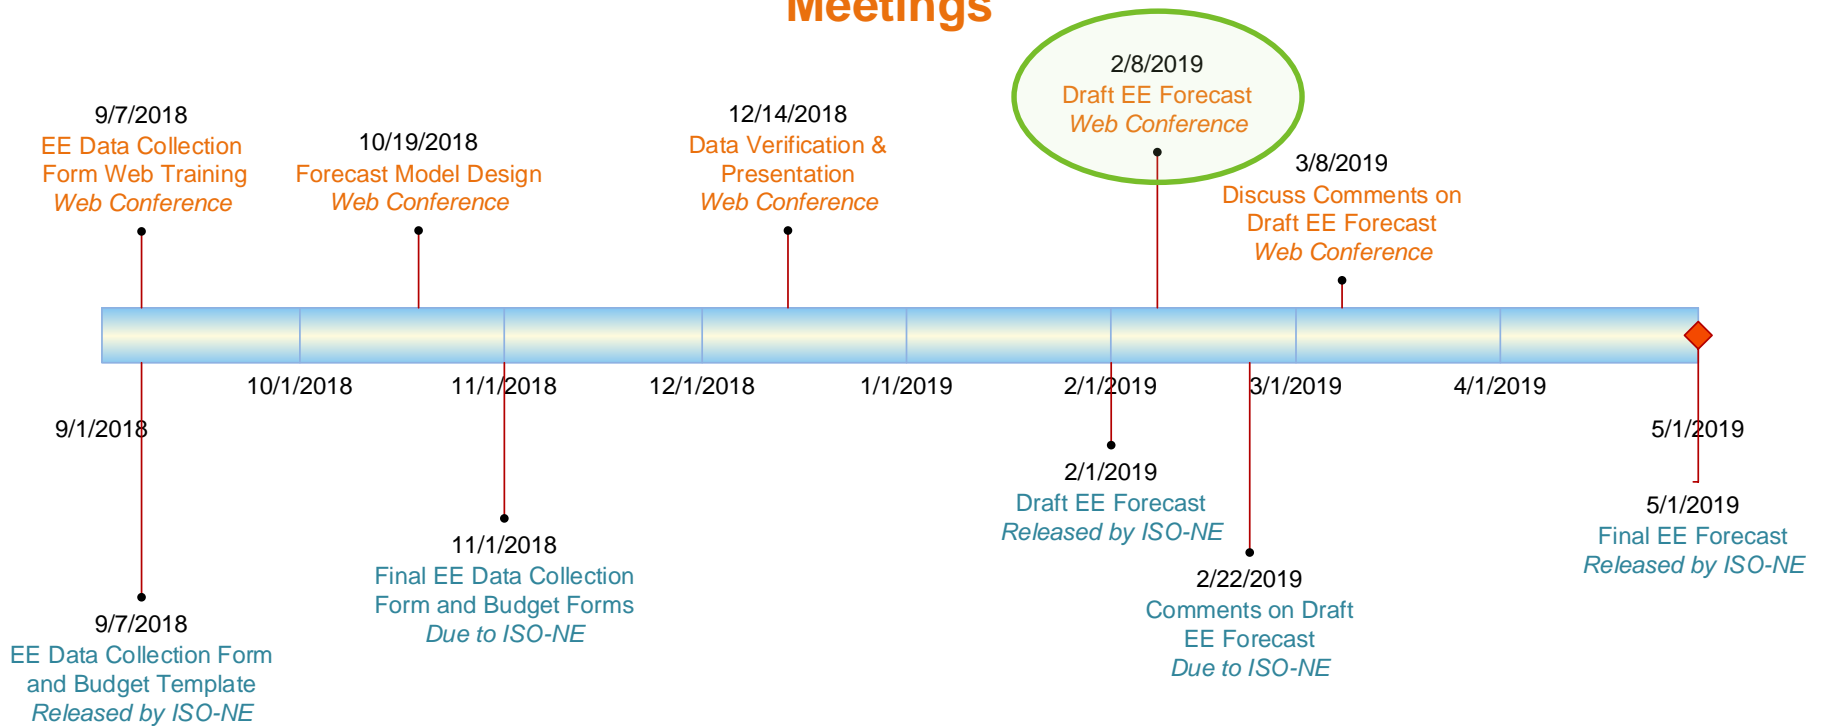 Meetings
2/8/2019
Draft EE Forecast
Web Conference
9/7/2018
EE Data Collection
Form Web Training
Web Conference
10/19/2018
Forecast Model Design
Web Conference
12/14/2018
Data Verification &
Presentation
Web Conference
3/8/2019
Discuss Comments on
Draft EE Forecast
Web Conference
10/1/2018
11/1/2018
12/1/2018
1/1/2019
2/1/2019
3/1/2019
4/1/2019
9/1/2018
5/1/2019
9/7/2018
EE Data Collection Form
and Budget Template
Released by ISO-NE
11/1/2018
Final EE Data Collection
Form and Budget Forms
Due to ISO-NE
2/1/2019
Draft EE Forecast
Released by ISO-NE
2/22/2019
Comments on Draft
EE Forecast
Due to ISO-NE
5/1/2019
Final EE Forecast
Released by ISO-NE